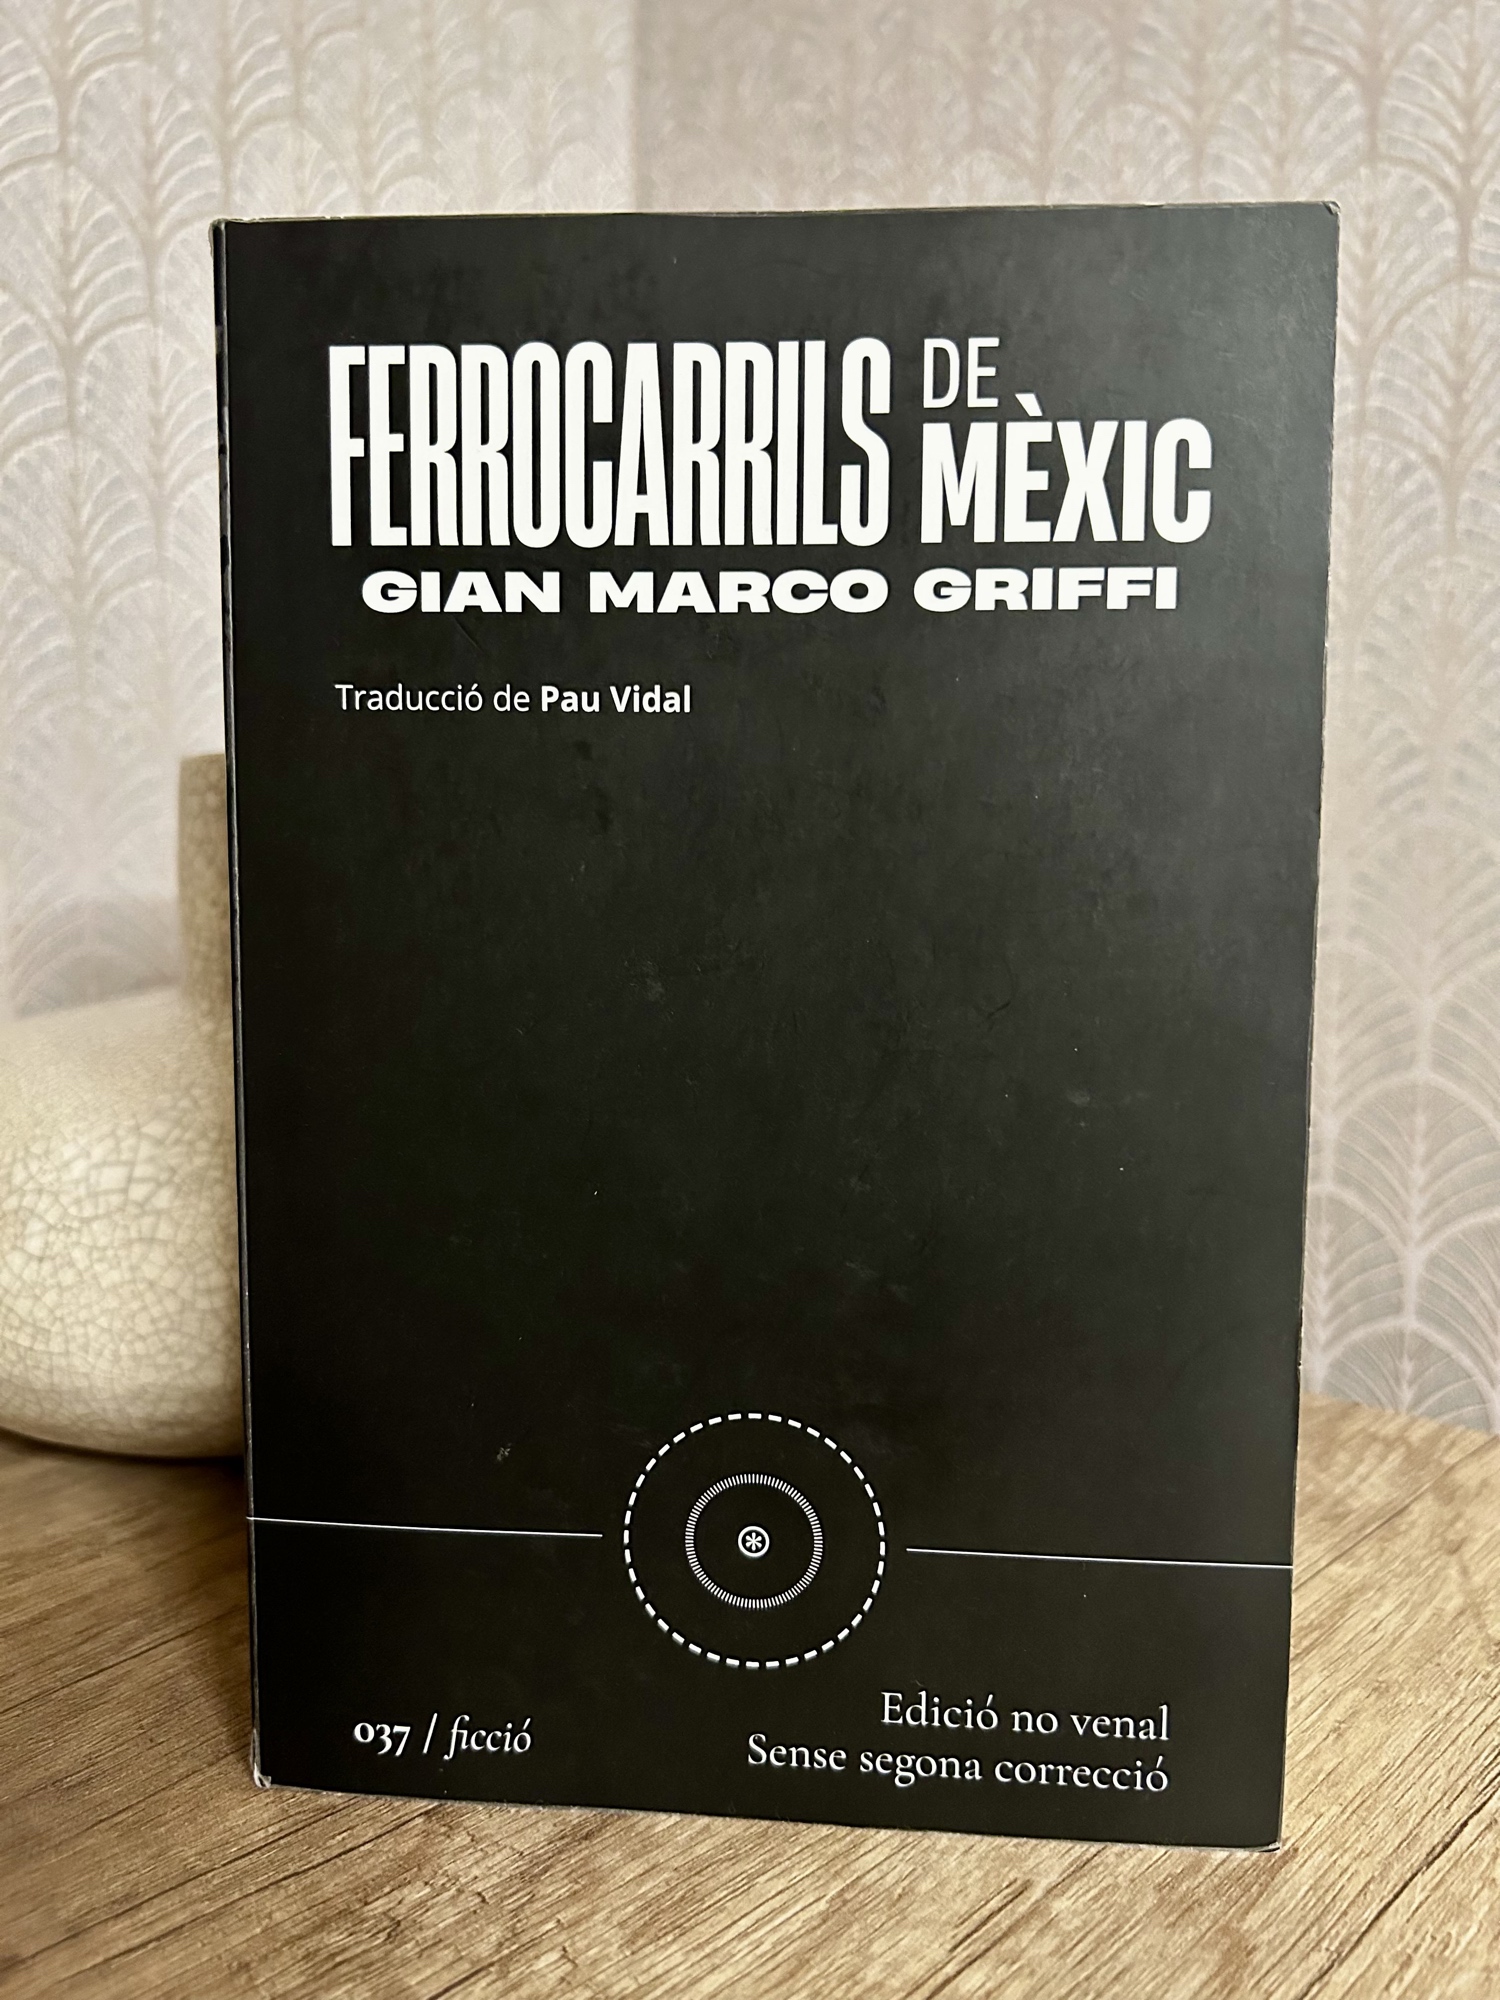 FERROCARRILS DE MÈXIC
GIAN MARCO GRIFFI
Traducció de Pau Vidal
037 / ficció
Edició no venal
Sense segona correcció